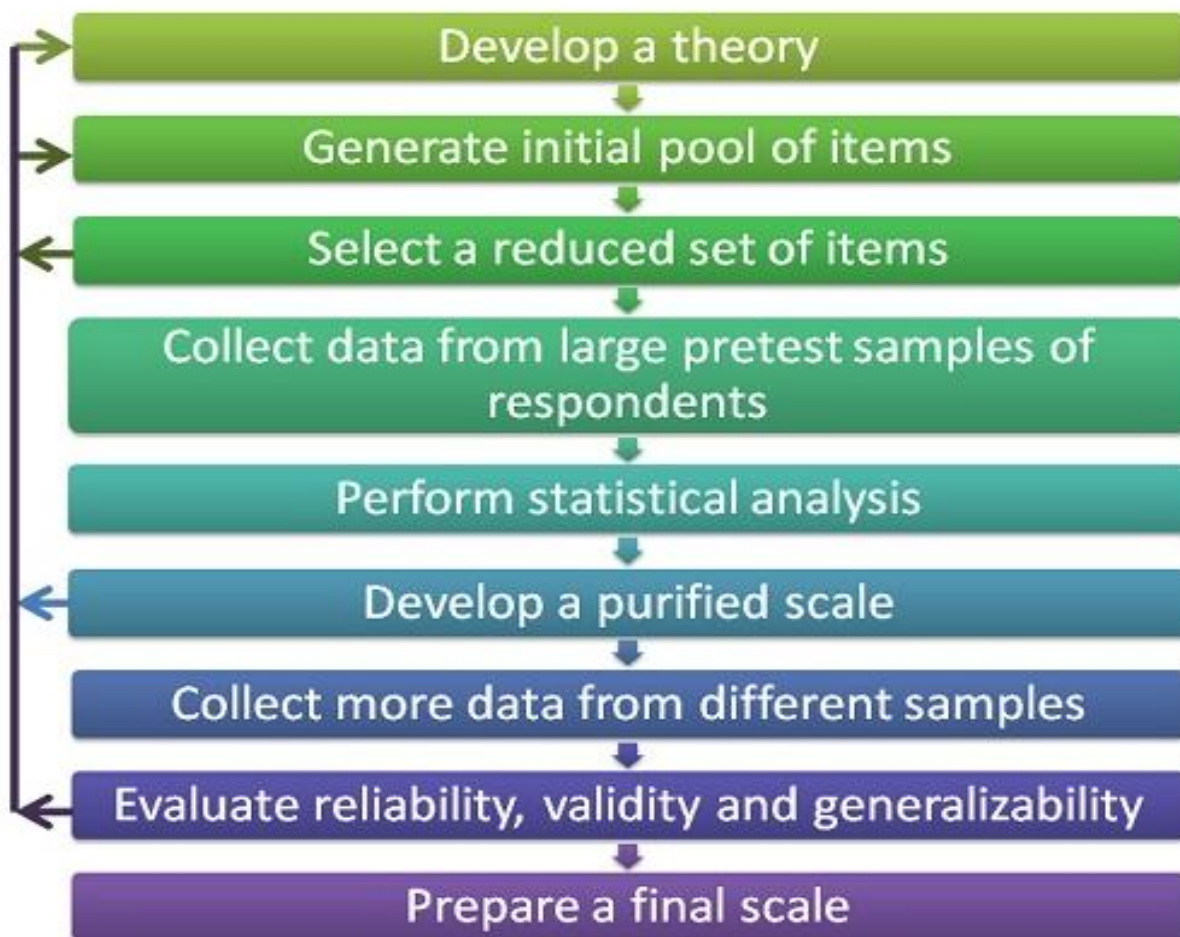 Develop a theory
Generate initial pool of items
Select a reduced set of items
Collect data from large pretest samples of
respondents
Perform statistical analysis
Develop a purified scale
Collect more data from different samples
Evaluate reliability, validity and generalizability
Prepare a final scale